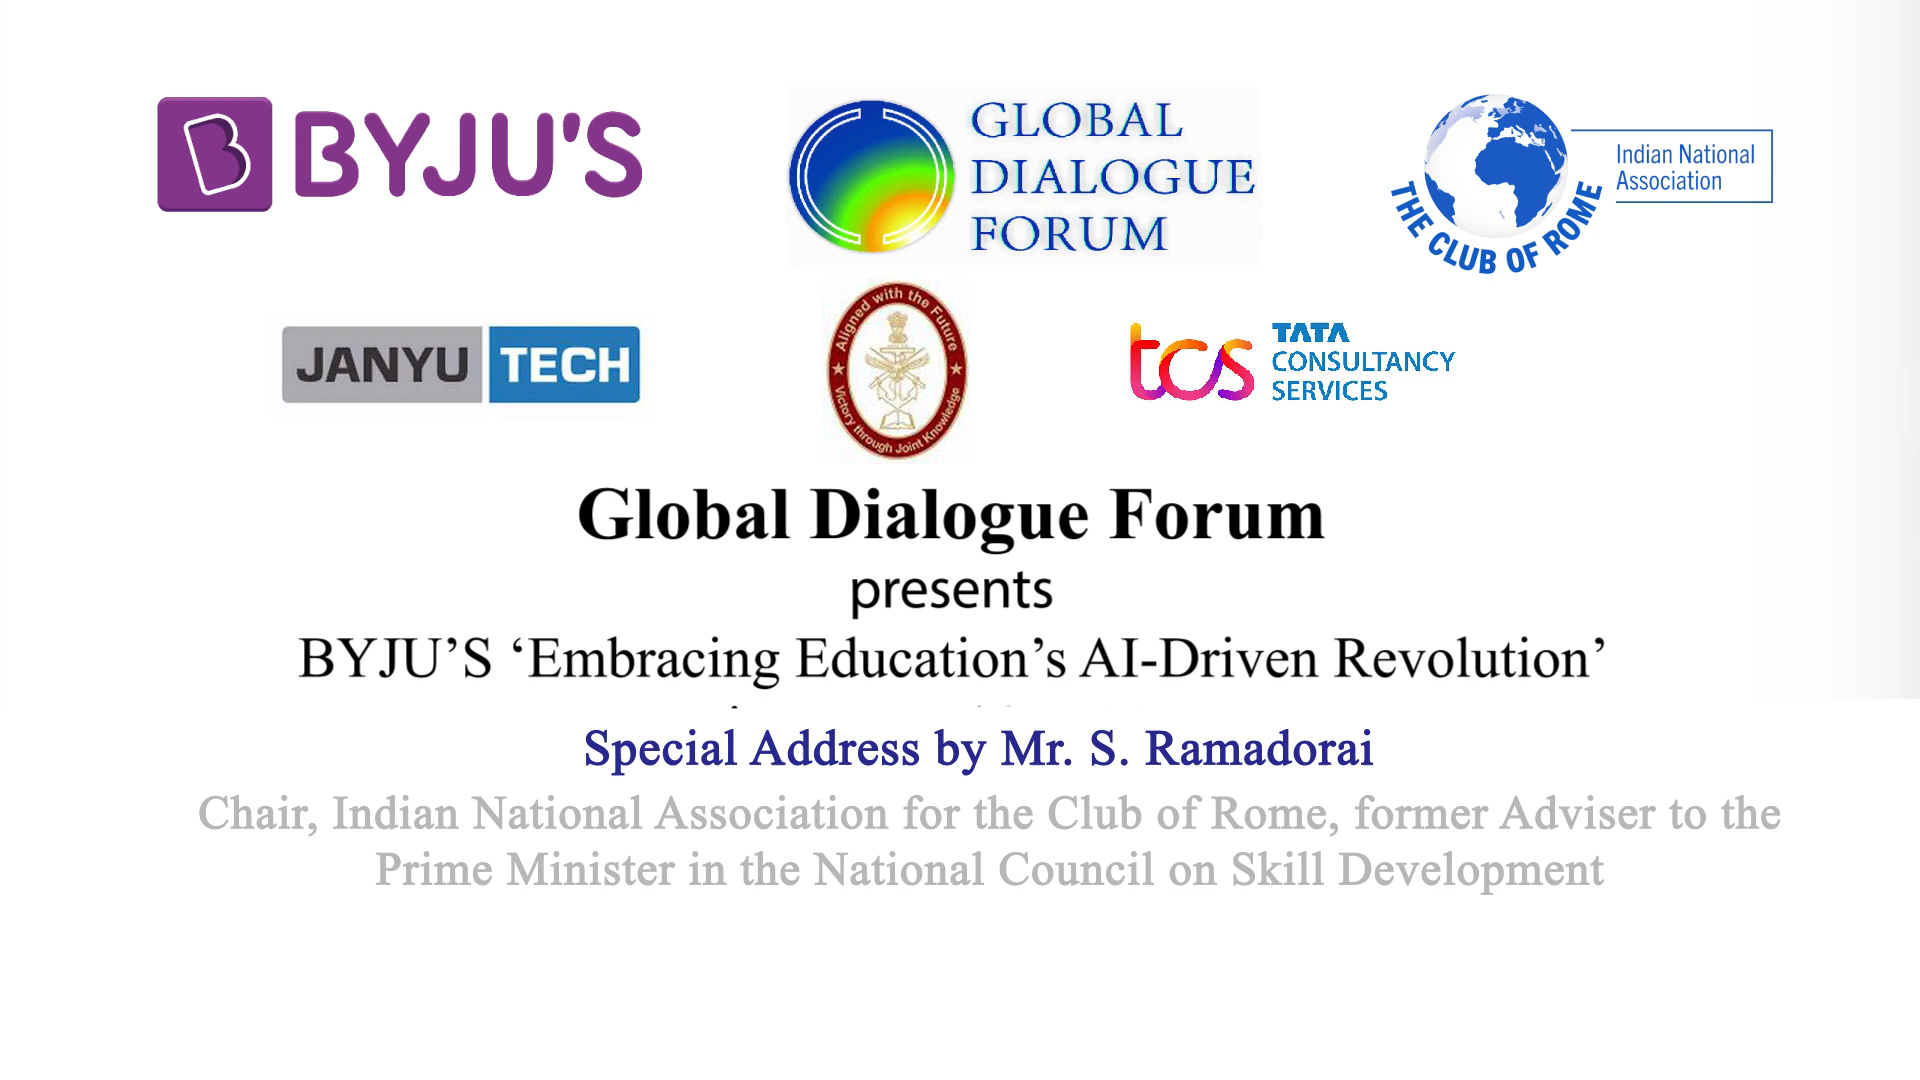 BYJU'S
GLOBAL
DIALOGUE
FORUM
Indian National
Association
THE CLUB OF ROME
JANYU TECH
Aligned with the Future
Victory through Joint Knowledge
tcs
TATA
CONSULTANCY
SERVICES
Global Dialogue Forum
presents
BYJU’S ‘Embracing Education’s AI-Driven Revolution’
Special Address by Mr. S. Ramadorai
Chair, Indian National Association for the Club of Rome, former Adviser to the
Prime Minister in the National Council on Skill Development